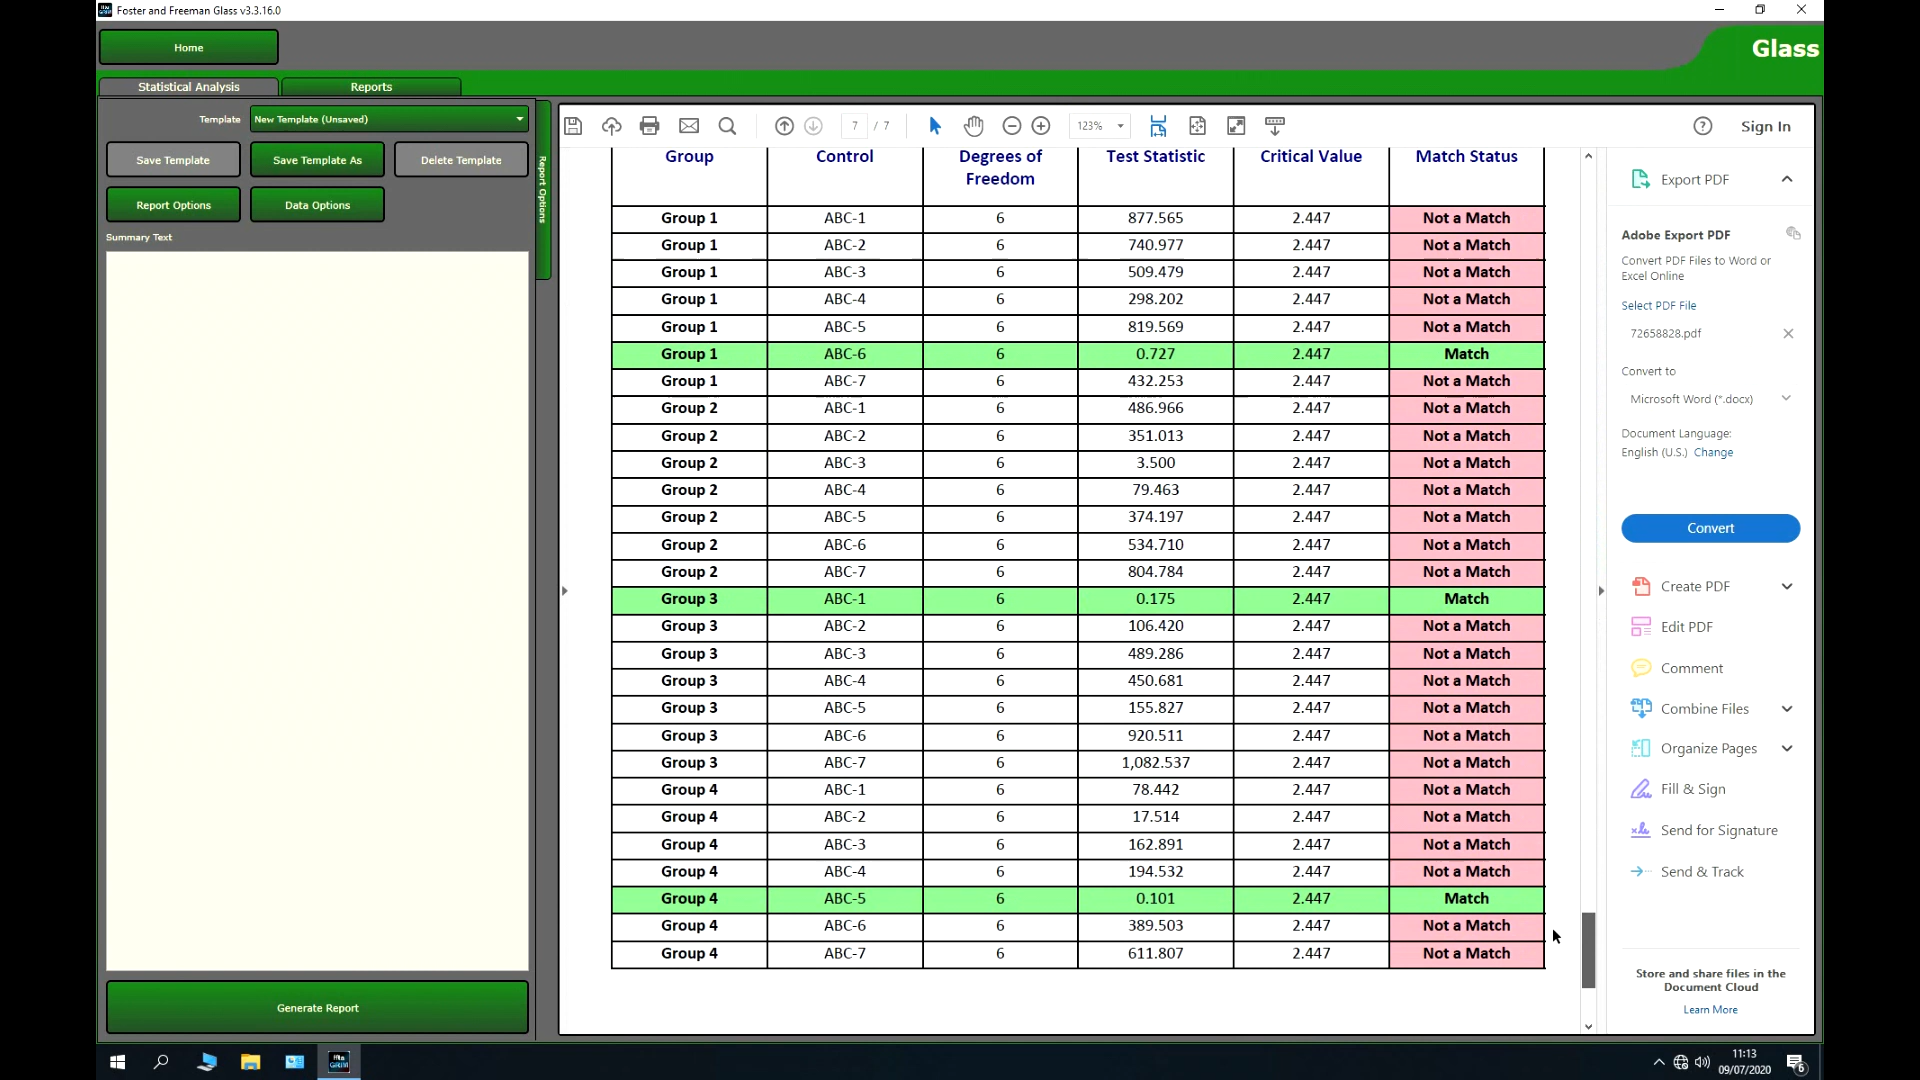 Foster and Freeman Glass v3.3.16.0
Home
Glass
Statistical Analysis Reports
Template New Template (Unsaved)
Save Template Save Template As Delete Template
Report Options Data Options
Summary Text
Generate Report
Report Options
7 / 7 123% Sign In
Group Control Degrees of Freedom Test Statistic Critical Value Match Status
Group 1 ABC-1 6 877.565 2.447 Not a Match
Group 1 ABC-2 6 740.977 2.447 Not a Match
Group 1 ABC-3 6 509.479 2.447 Not a Match
Group 1 ABC-4 6 298.202 2.447 Not a Match
Group 1 ABC-5 6 819.569 2.447 Not a Match
Group 1 ABC-6 6 0.727 2.447 Match
Group 1 ABC-7 6 432.253 2.447 Not a Match
Group 2 ABC-1 6 486.966 2.447 Not a Match
Group 2 ABC-2 6 351.013 2.447 Not a Match
Group 2 ABC-3 6 3.500 2.447 Not a Match
Group 2 ABC-4 6 79.463 2.447 Not a Match
Group 2 ABC-5 6 374.197 2.447 Not a Match
Group 2 ABC-6 6 534.710 2.447 Not a Match
Group 2 ABC-7 6 804.784 2.447 Not a Match
Group 3 ABC-1 6 0.175 2.447 Match
Group 3 ABC-2 6 106.420 2.447 Not a Match
Group 3 ABC-3 6 489.286 2.447 Not a Match
Group 3 ABC-4 6 450.681 2.447 Not a Match
Group 3 ABC-5 6 155.827 2.447 Not a Match
Group 3 ABC-6 6 920.511 2.447 Not a Match
Group 3 ABC-7 6 1,082.537 2.447 Not a Match
Group 4 ABC-1 6 78.442 2.447 Not a Match
Group 4 ABC-2 6 17.514 2.447 Not a Match
Group 4 ABC-3 6 162.891 2.447 Not a Match
Group 4 ABC-4 6 194.532 2.447 Not a Match
Group 4 ABC-5 6 0.101 2.447 Match
Group 4 ABC-6 6 389.503 2.447 Not a Match
Group 4 ABC-7 6 611.807 2.447 Not a Match
Export PDF
Adobe Export PDF
Convert PDF Files to Word or
Excel Online
Select PDF File
72658828.pdf
Convert to
Microsoft Word (*.docx)
Document Language:
English (U.S.) Change
Convert
Create PDF
Edit PDF
Comment
Combine Files
Organize Pages
Fill & Sign
Send for Signature
Send & Track
Store and share files in the
Document Cloud
Learn More
11:13
09/07/2020
6